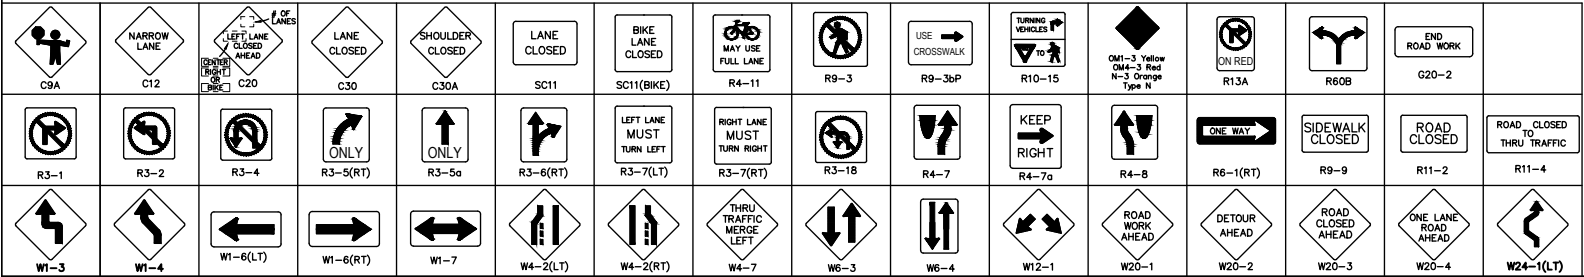 NARROW
LANE
# OF
LANES
LEFT LANE
CLOSED
AHEAD
CENTER
RIGHT
OR
BIKE
LANE
CLOSED
SHOULDER
CLOSED
LANE
CLOSED
BIKE
LANE
CLOSED
MAY USE
FULL LANE
USE
CROSSWALK
TURNING
VEHICLES
TO
OM1-3 Yellow
OM4-3 Red
N-3 Orange
Type N
ON RED
END
ROAD WORK
C9A
C12
C20
C30
C30A
SC11
SC11(BIKE)
R4-11
R9-3
R9-3bP
R10-15
R13A
R60B
G20-2
ONLY
ONLY
LEFT LANE
MUST
TURN LEFT
RIGHT LANE
MUST
TURN RIGHT
KEEP
RIGHT
ONE WAY
SIDEWALK
CLOSED
ROAD
CLOSED
ROAD CLOSED
TO
THRU TRAFFIC
R3-1
R3-2
R3-4
R3-5(RT)
R3-5a
R3-6(RT)
R3-7(LT)
R3-7(RT)
R3-18
R4-7
R4-7a
R4-8
R6-1(RT)
R9-9
R11-2
R11-4
THRU
TRAFFIC
MERGE
LEFT
ROAD
WORK
AHEAD
DETOUR
AHEAD
ROAD
CLOSED
AHEAD
ONE LANE
ROAD
AHEAD
W1-3
W1-4
W1-6(LT)
W1-6(RT)
W1-7
W4-2(LT)
W4-2(RT)
W4-7
W6-3
W6-4
W12-1
W20-1
W20-2
W20-3
W20-4
W24-1(LT)